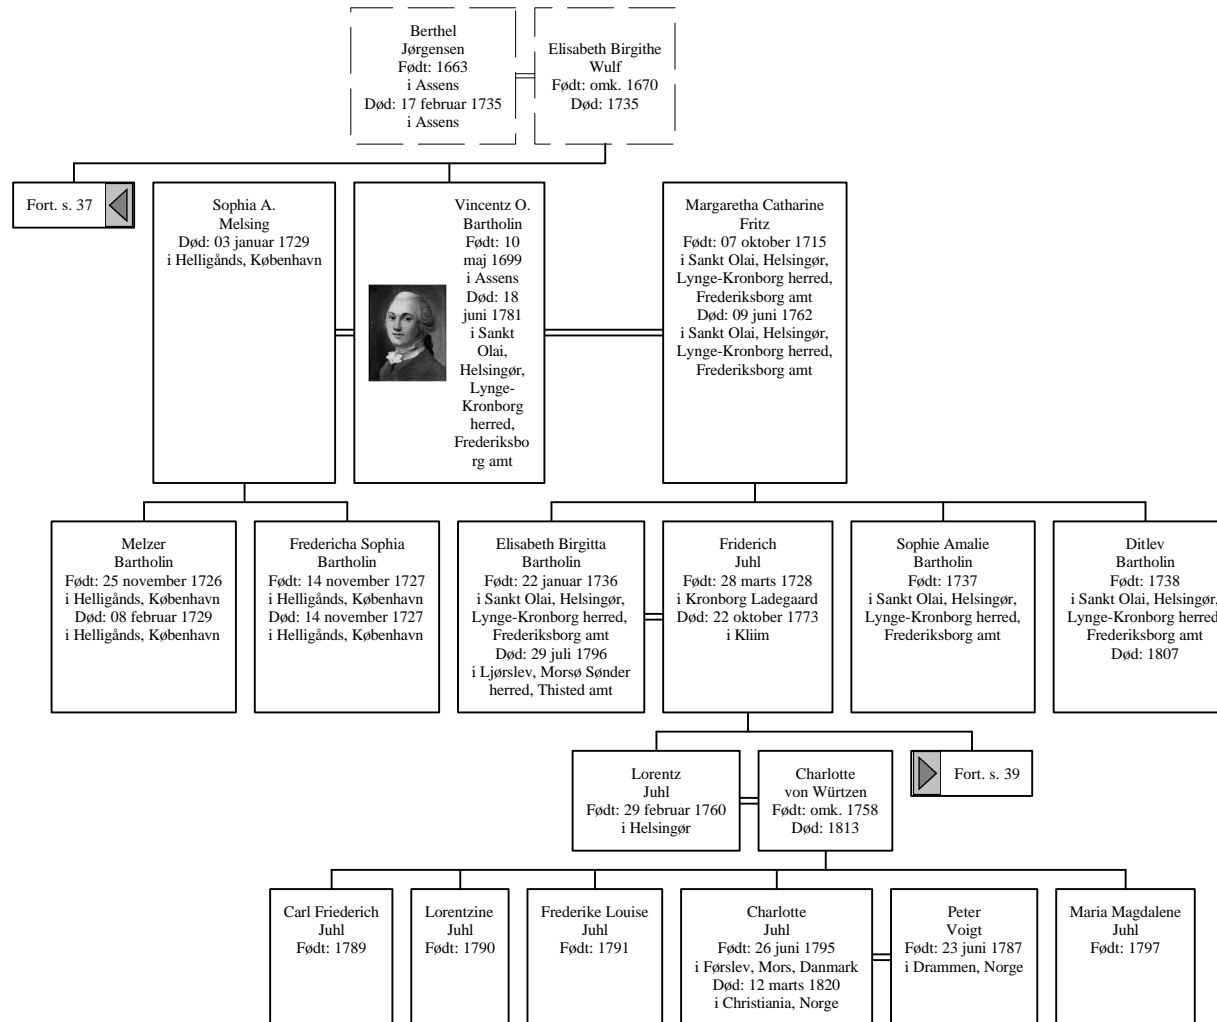 Berthel
Jørgensen
Født: 1663
i Assens
Død: 17 februar 1735
i Assens
Elisabeth Birgithe
Wulf
Født: omk. 1670
Død: 1735
Fort. s. 37
Sophia A.
Melsing
Død: 03 januar 1729
i Helligånds, København
Vincentz O.
Bartholin
Født: 10
maj 1699
i Assens
Død: 18
juni 1781
i Sankt
Olai,
Helsingør,
Lynge-
Kronborg
herred,
Frederiksbo
rg amt
Margaretha Catharine
Fritz
Født: 07 oktober 1715
i Sankt Olai, Helsingør,
Lynge-Kronborg herred,
Frederiksborg amt
Død: 09 juni 1762
i Sankt Olai, Helsingør,
Lynge-Kronborg herred,
Frederiksborg amt
Melzer
Bartholin
Født: 25 november 1726
i Helligånds, København
Død: 08 februar 1729
i Helligånds, København
Fredericha Sophia
Bartholin
Født: 14 november 1727
i Helligånds, København
Død: 14 november 1727
i Helligånds, København
Elisabeth Birgitta
Bartholin
Født: 22 januar 1736
i Sankt Olai, Helsingør,
Lynge-Kronborg herred,
Frederiksborg amt
Død: 29 juli 1796
i Ljørslev, Morsø Sønder
herred, Thisted amt
Friderich
Juhl
Født: 28 marts 1728
i Kronborg Ladegaard
Død: 22 oktober 1773
i Kliim
Sophie Amalie
Bartholin
Født: 1737
i Sankt Olai, Helsingør,
Lynge-Kronborg herred,
Frederiksborg amt
Ditlev
Bartholin
Født: 1738
i Sankt Olai, Helsingør,
Lynge-Kronborg herred,
Frederiksborg amt
Død: 1807
Lorentz
Juhl
Født: 29 februar 1760
i Helsingør
Charlotte
von Würtzen
Født: omk. 1758
Død: 1813
Fort. s. 39
Carl Friederich
Juhl
Født: 1789
Lorentzine
Juhl
Født: 1790
Frederike Louise
Juhl
Født: 1791
Charlotte
Juhl
Født: 26 juni 1795
i Førslev, Mors, Danmark
Død: 12 marts 1820
i Christiania, Norge
Peter
Voigt
Født: 23 juni 1787
i Drammen, Norge
Maria Magdalene
Juhl
Født: 1797